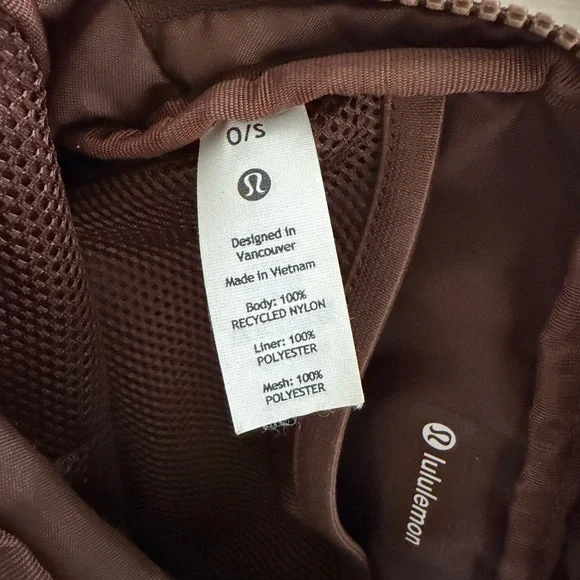 O/S
Designed in
Vancouver
Made in Vietnam
Body: 100%
RECYCLED NYLON
Liner: 100%
POLYESTER
Mesh: 100%
POLYESTER
lululemon